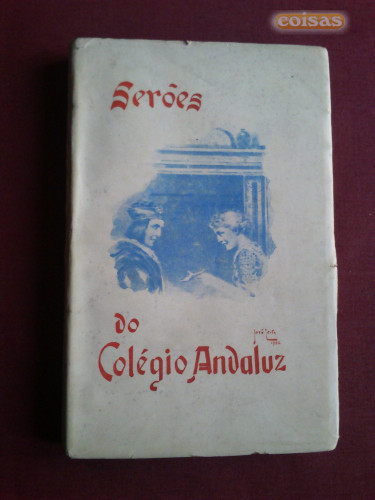 coisas
Serões
do
Colégio Andaluz